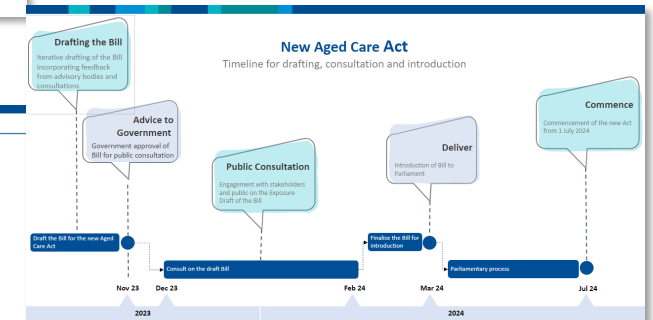 New Aged Care Act
Timeline for drafting, consultation and introduction
Drafting the Bill
Iterative drafting of the Bill
incorporating feedback
from advisory bodies and
consultations
Advice to
Government
Government approval of
Bill for public consultation
Public Consultation
Engagement with stakeholders
and public on the Exposure
Draft of the Bill
Deliver
Introduction of Bill to
Parliament
Commence
Commencement of the new Act
from 1 July 2024
Draft the Bill for the new Aged
Care Act
Consult on the draft Bill
Finalise the Bill for
introduction
Parliamentary process
Nov 23
Dec 23
Feb 24
Mar 24
Jul 24
2023
2024